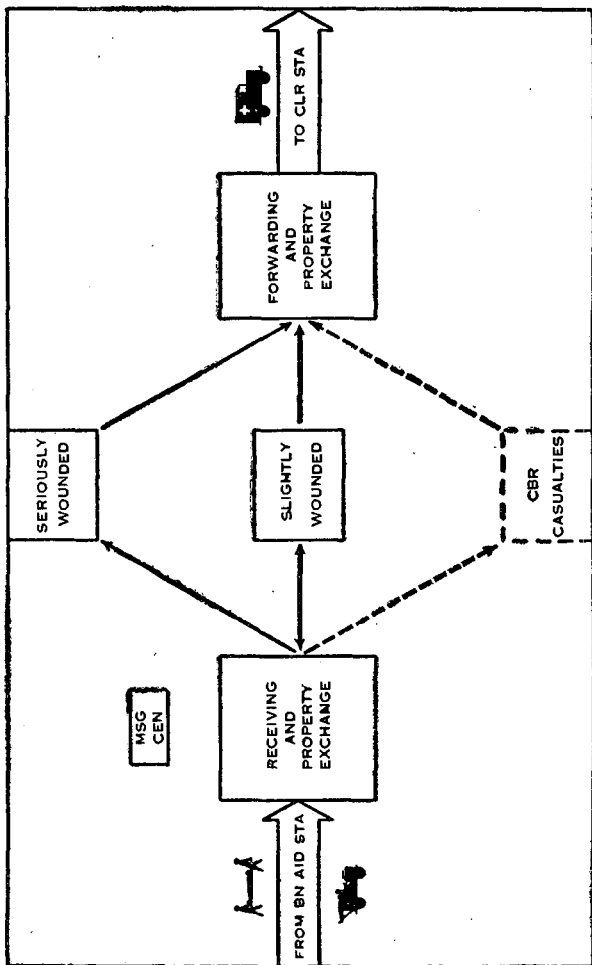 FROM BN AID STA
MSG
CEN
RECEIVING
AND
PROPERTY
EXCHANGE
SERIOUSLY
WOUNDED
SLIGHTLY
WOUNDED
CBR
CASUALTIES
FORWARDING
AND
PROPERTY
EXCHANGE
TO CLR STA